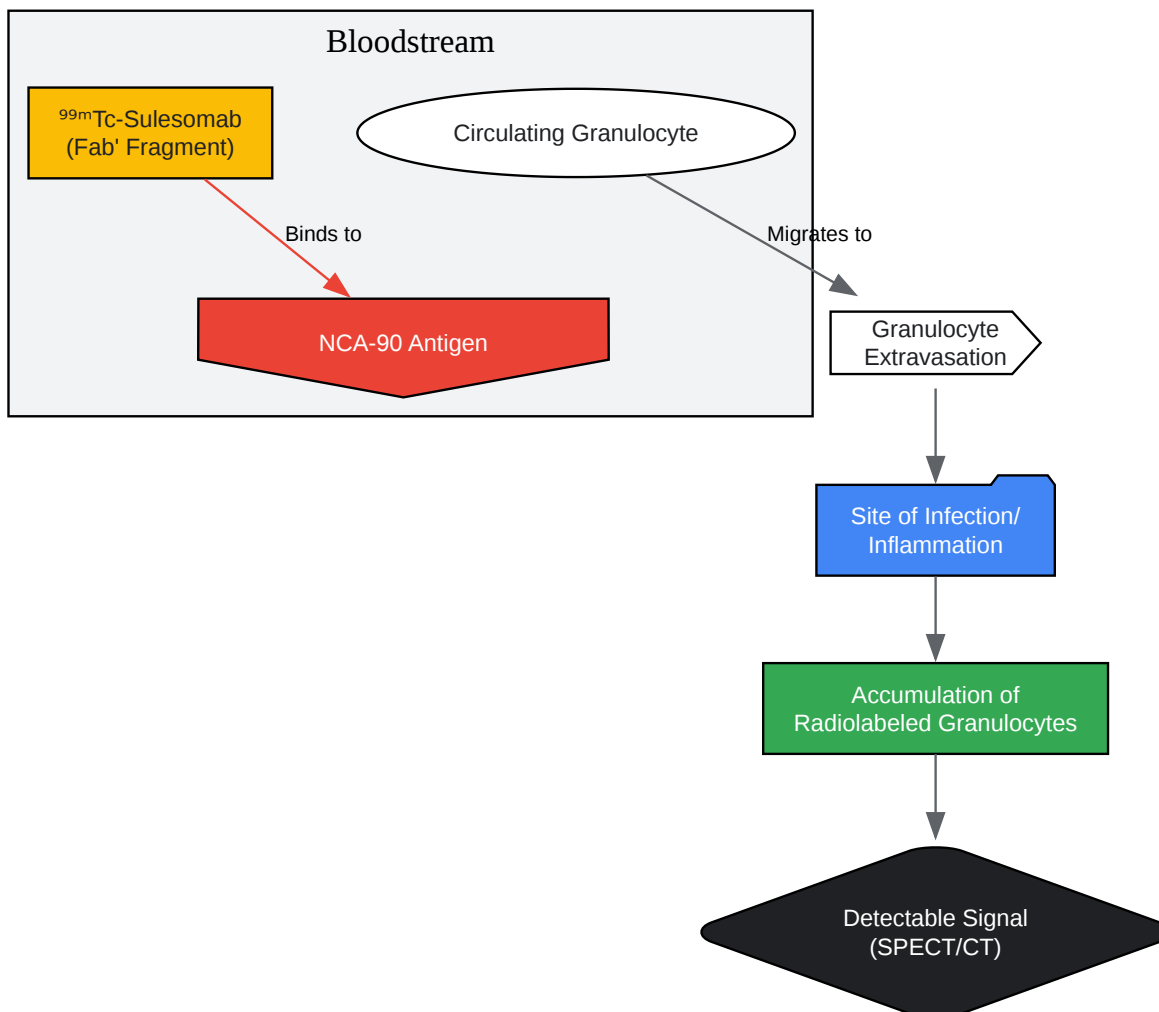 Bloodstream
⁹⁹ᵐTc-Sulesomab
(Fab' Fragment)
Circulating Granulocyte
Binds to
Migrates to
NCA-90 Antigen
Granulocyte
Extravasation
Site of Infection/
Inflammation
Accumulation of
Radiolabeled Granulocytes
Detectable Signal
(SPECT/CT)